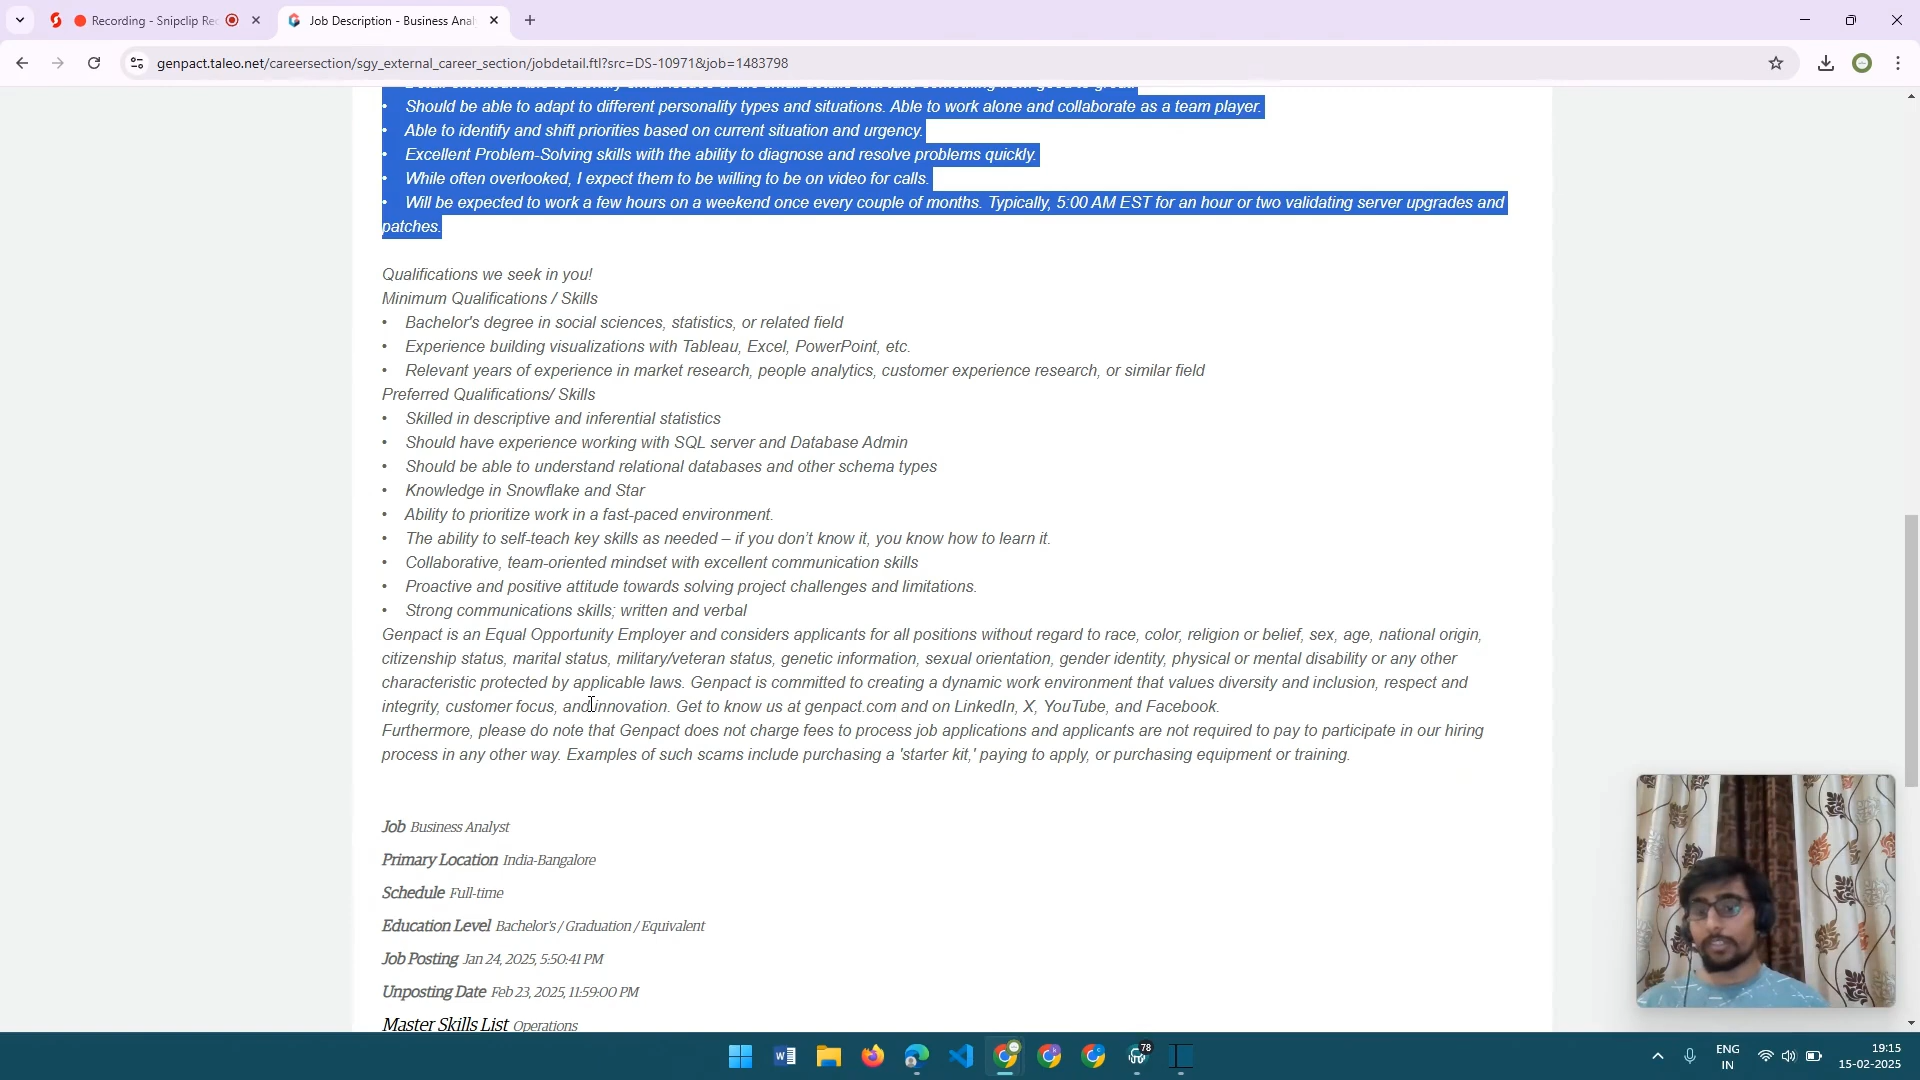 Recording - Snipclip Rec
Job Description - Business Anal
genpact.taleo.net/careersection/sgy_external_career_section/jobdetail.ftl?src=DS-10971&job=1483798
• Should be able to adapt to different personality types and situations. Able to work alone and collaborate as a team player.
• Able to identify and shift priorities based on current situation and urgency.
• Excellent Problem-Solving skills with the ability to diagnose and resolve problems quickly.
• While often overlooked, I expect them to be willing to be on video for calls.
• Will be expected to work a few hours on a weekend once every couple of months. Typically, 5:00 AM EST for an hour or two validating server upgrades and
patches.
Qualifications we seek in you!
Minimum Qualifications / Skills
• Bachelor's degree in social sciences, statistics, or related field
• Experience building visualizations with Tableau, Excel, PowerPoint, etc.
• Relevant years of experience in market research, people analytics, customer experience research, or similar field
Preferred Qualifications/ Skills
• Skilled in descriptive and inferential statistics
• Should have experience working with SQL server and Database Admin
• Should be able to understand relational databases and other schema types
• Knowledge in Snowflake and Star
• Ability to prioritize work in a fast-paced environment.
• The ability to self-teach key skills as needed – if you don’t know it, you know how to learn it.
• Collaborative, team-oriented mindset with excellent communication skills
• Proactive and positive attitude towards solving project challenges and limitations.
• Strong communications skills; written and verbal
Genpact is an Equal Opportunity Employer and considers applicants for all positions without regard to race, color, religion or belief, sex, age, national origin,
citizenship status, marital status, military/veteran status, genetic information, sexual orientation, gender identity, physical or mental disability or any other
characteristic protected by applicable laws. Genpact is committed to creating a dynamic work environment that values diversity and inclusion, respect and
integrity, customer focus, and innovation. Get to know us at genpact.com and on LinkedIn, X, YouTube, and Facebook.
Furthermore, please do note that Genpact does not charge fees to process job applications and applicants are not required to pay to participate in our hiring
process in any other way. Examples of such scams include purchasing a 'starter kit,' paying to apply, or purchasing equipment or training.
Job Business Analyst
Primary Location India-Bangalore
Schedule Full-time
Education Level Bachelor's / Graduation / Equivalent
Job Posting Jan 24, 2025, 5:50:41 PM
Unposting Date Feb 23, 2025, 11:59:00 PM
Master Skills List Operations
78
ENG
IN
19:15
15-02-2025